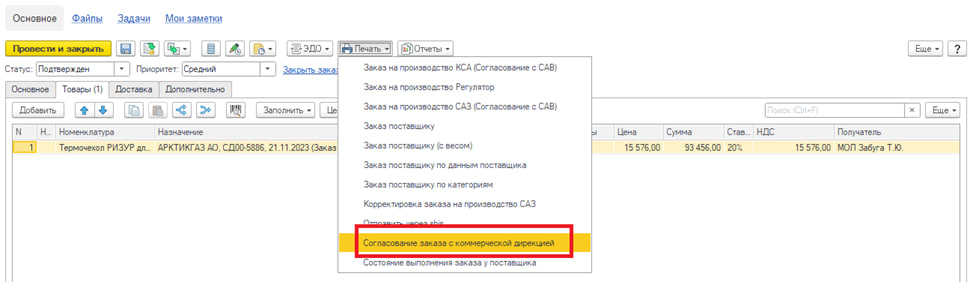 Основное Файлы Задачи Мои заметки
Провести и закрыть ЭДО Печать Отчеты Еще ?
Статус: Подтвержден Приоритет: Средний Закрыть зака
Основное Товары (1) Доставка Дополнительно
Добавить Заполнить Це Поиск (Ctrl+F) × Еще
N Н.. Номенклатура Назначение ы Цена Сумма Став.. НДС Получатель
1 Термочехол РИЗУР дл.. АРКТИКГАЗ АО, СД00-5886, 21.11.2023 (Заказ 15 576,00 93 456,00 20% 15 576,00 МОЛ Забуга Т.Ю.
Заказ на производство КСА (Согласование с САВ)
Заказ на производство Регулятор
Заказ на производство САЗ (Согласование с САВ)
Заказ поставщику
Заказ поставщику (с весом)
Заказ поставщику по данным поставщика
Заказ поставщику по категориям
Корректировка заказа на производство САЗ
Отправить через sbis
Согласование заказа с коммерческой дирекцией
Состояние выполнения заказа у поставщика